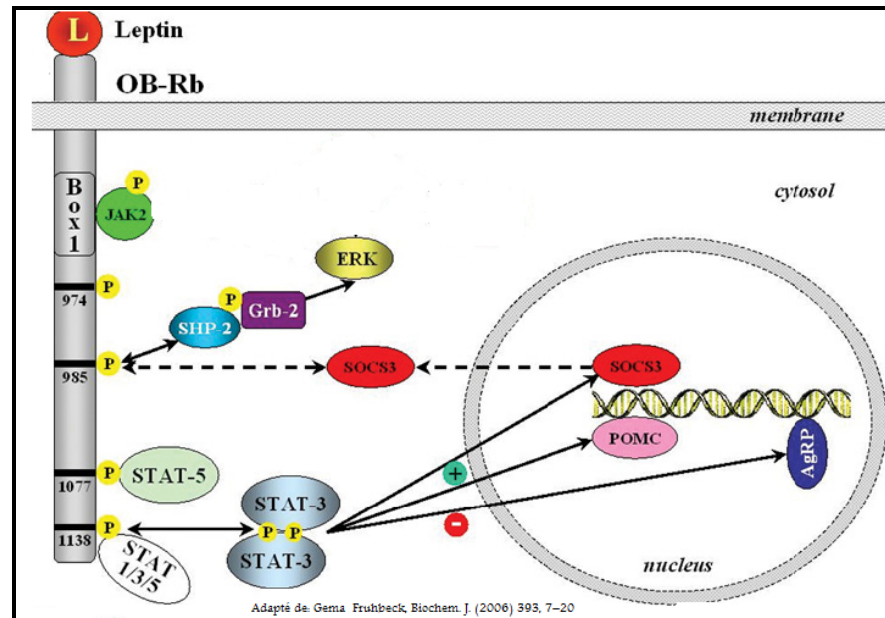 L Leptin
OB-Rb
membrane
cytosol
Box1
P
JAK2
P
974
P
SHP-2
Grb-2
ERK
P
985
SOCS3
SOCS3
POMC
AgRP
P
1077
STAT-5
+
-
P
1138
STAT
1/3/5
STAT-3
P P
STAT-3
nucleus
Adapté de: Gema Fruhbeck, Biochem. J. (2006) 393, 7–20